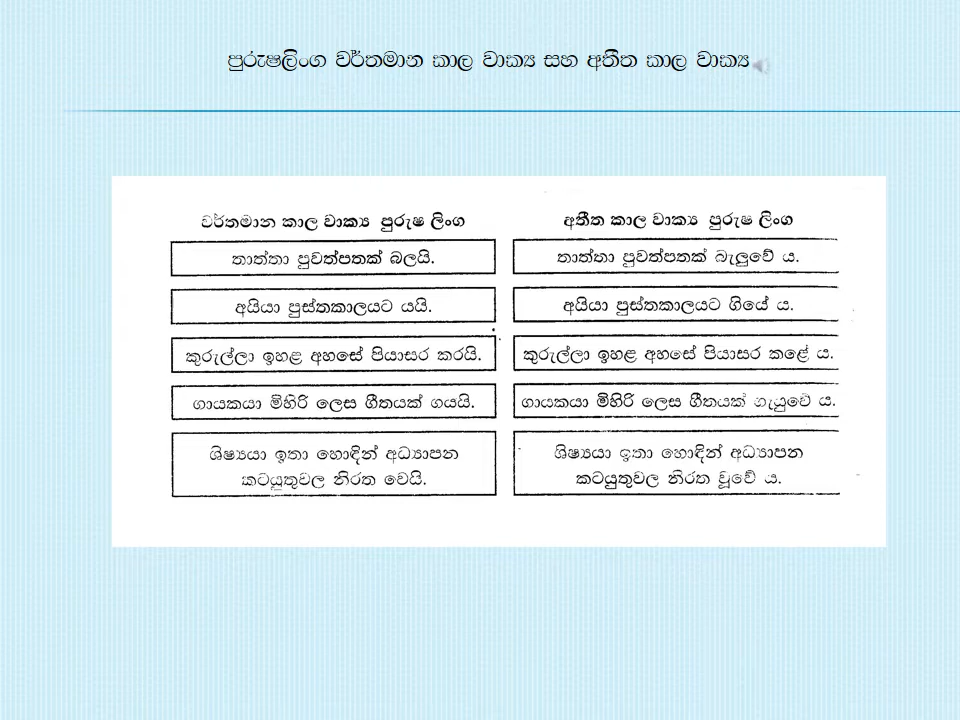 පුරුෂලිංග වර්තමාන කාල වාක්‍ය සහ අතීත කාල වාක්‍ය
වර්තමාන කාල වාක්‍ය පුරුෂ ලිංග
තාත්තා පුවත්පතක් බලයි.
අයියා පුස්තකාලයට යයි.
කුරුල්ලා ඉහළ අහසේ පියාසර කරයි.
ගායකයා මිහිරි ලෙස ගීතයක් ගයයි.
ශිෂ්‍යයා ඉතා හොඳින් අධ්‍යාපන
කටයුතුවල නිරත වෙයි.
අතීත කාල වාක්‍ය පුරුෂ ලිංග
තාත්තා පුවත්පතක් බැලුවේ ය.
අයියා පුස්තකාලයට ගියේ ය.
කුරුල්ලා ඉහළ අහසේ පියාසර කළේ ය.
ගායකයා මිහිරි ලෙස ගීතයක් ගැයුවේ ය.
ශිෂ්‍යයා ඉතා හොඳින් අධ්‍යාපන
කටයුතුවල නිරත වූවේ ය.